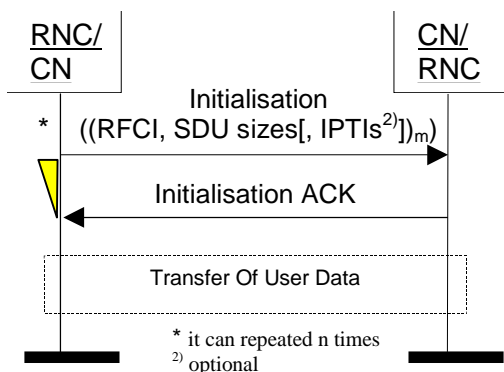 RNC/ CN/
CN RNC
Initialisation
* ((RFCI, SDU sizes[, IPTIs2)])m)
Initialisation ACK
Transfer Of User Data
* it can repeated n times
2) optional